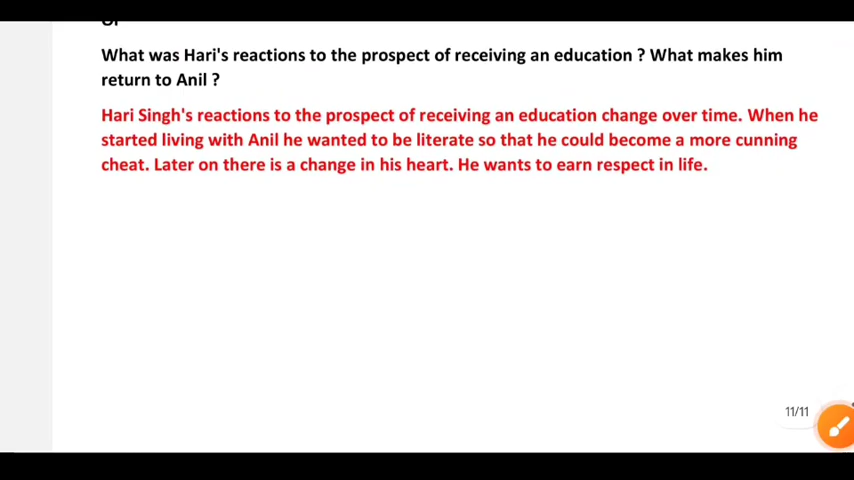 What was Hari's reactions to the prospect of receiving an education ? What makes him
return to Anil ?
Hari Singh's reactions to the prospect of receiving an education change over time. When he
started living with Anil he wanted to be literate so that he could become a more cunning
cheat. Later on there is a change in his heart. He wants to earn respect in life.
11/11